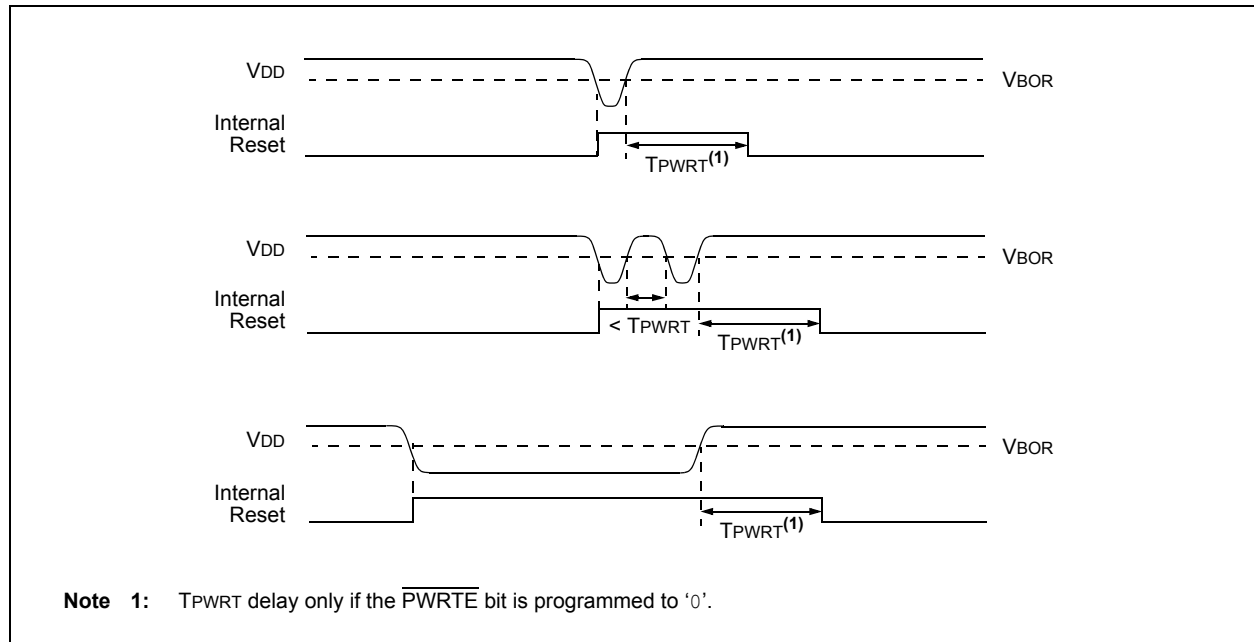 VDD
VBOR
Internal
Reset
TPWRT(1)
VDD
VBOR
Internal
Reset
< TPWRT
TPWRT(1)
VDD
VBOR
Internal
Reset
TPWRT(1)
Note 1: TPWRT delay only if the PWRTE bit is programmed to ‘0’.